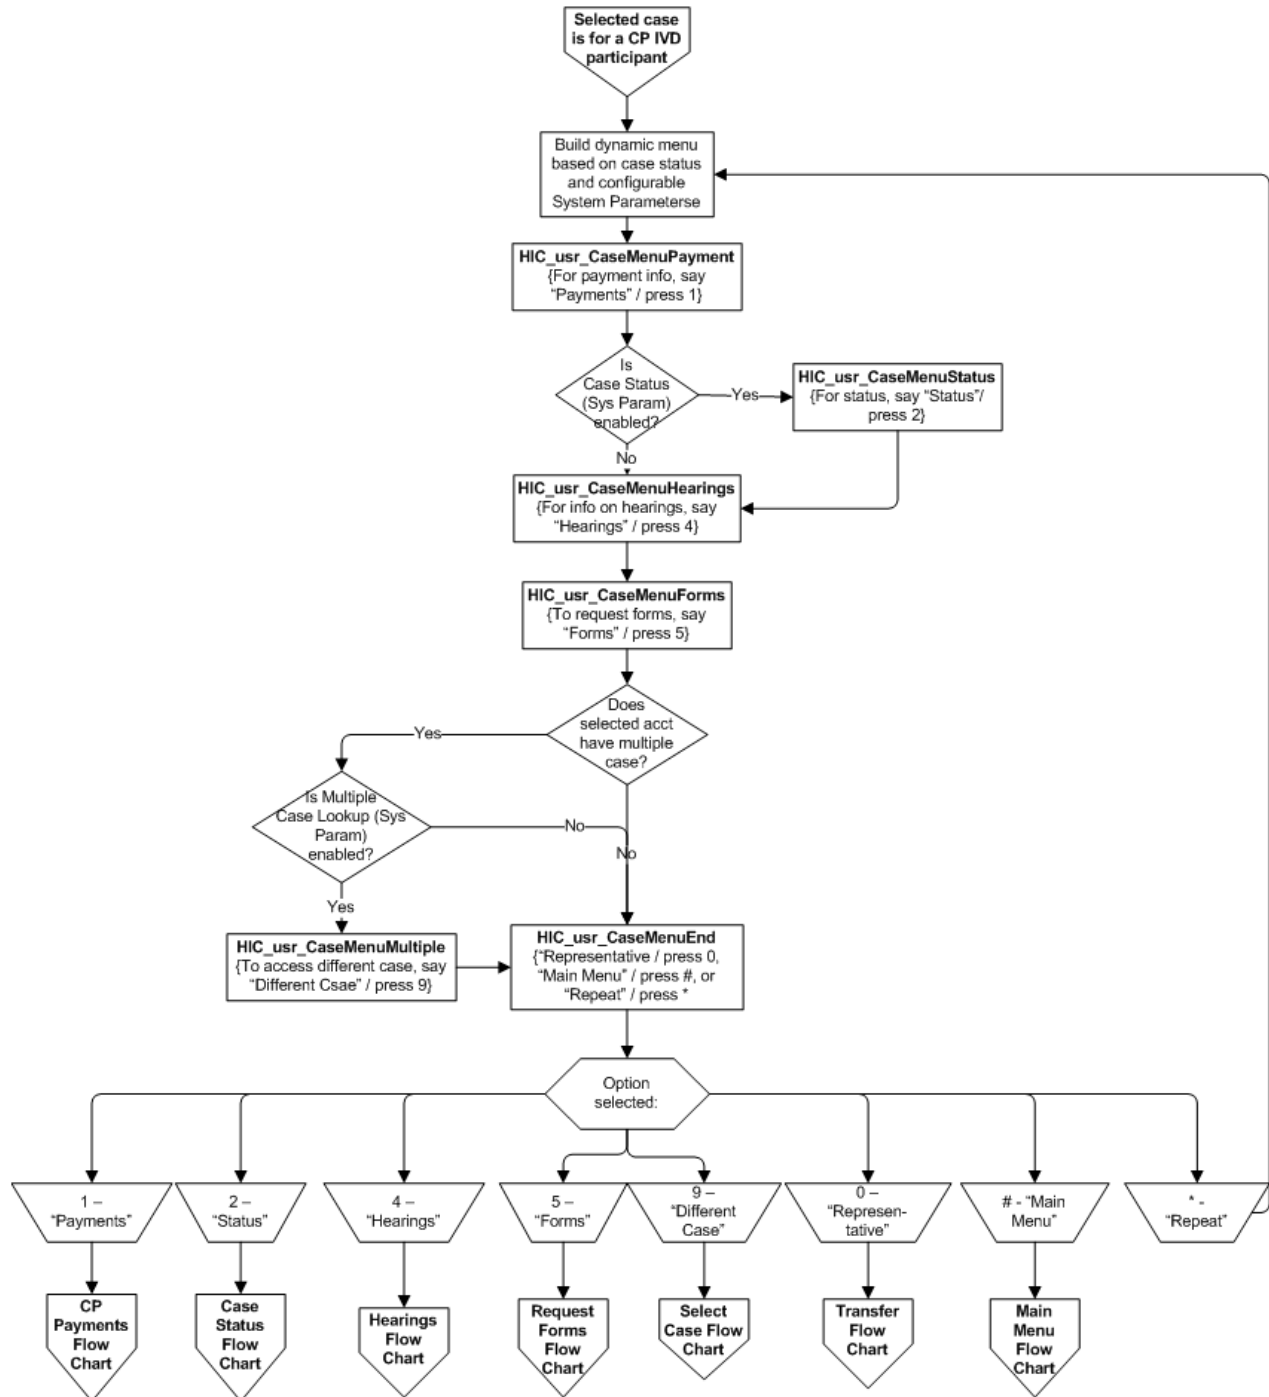 Selected case
is for a CP IVD
participant
Build dynamic menu
based on case status
and configurable
System Parameterse
HIC_usr_CaseMenuPayment
{For payment info, say
“Payments” / press 1}
Is
Case Status
(Sys Param)
enabled?
Yes
HIC_usr_CaseMenuStatus
{For status, say “Status”/
press 2}
No
HIC_usr_CaseMenuHearings
{For info on hearings, say
“Hearings” / press 4}
HIC_usr_CaseMenuForms
{To request forms, say
“Forms” / press 5}
Does
selected acct
have multiple
case?
Yes
Is Multiple
Case Lookup (Sys
Param)
enabled?
No
No
Yes
HIC_usr_CaseMenuMultiple
{To access different case, say
“Different Csae” / press 9}
HIC_usr_CaseMenuEnd
{“Representative / press 0,
“Main Menu” / press #, or
“Repeat” / press *
Option
selected:
1 –
“Payments”
2 –
“Status”
4 –
“Hearings”
5 –
“Forms”
9 –
“Different
Case”
0 –
“Represen-
tative”
# - “Main
Menu”
* -
“Repeat”
CP
Payments
Flow
Chart
Case
Status
Flow
Chart
Hearings
Flow
Chart
Request
Forms
Flow
Chart
Select
Case Flow
Chart
Transfer
Flow
Chart
Main
Menu
Flow
Chart